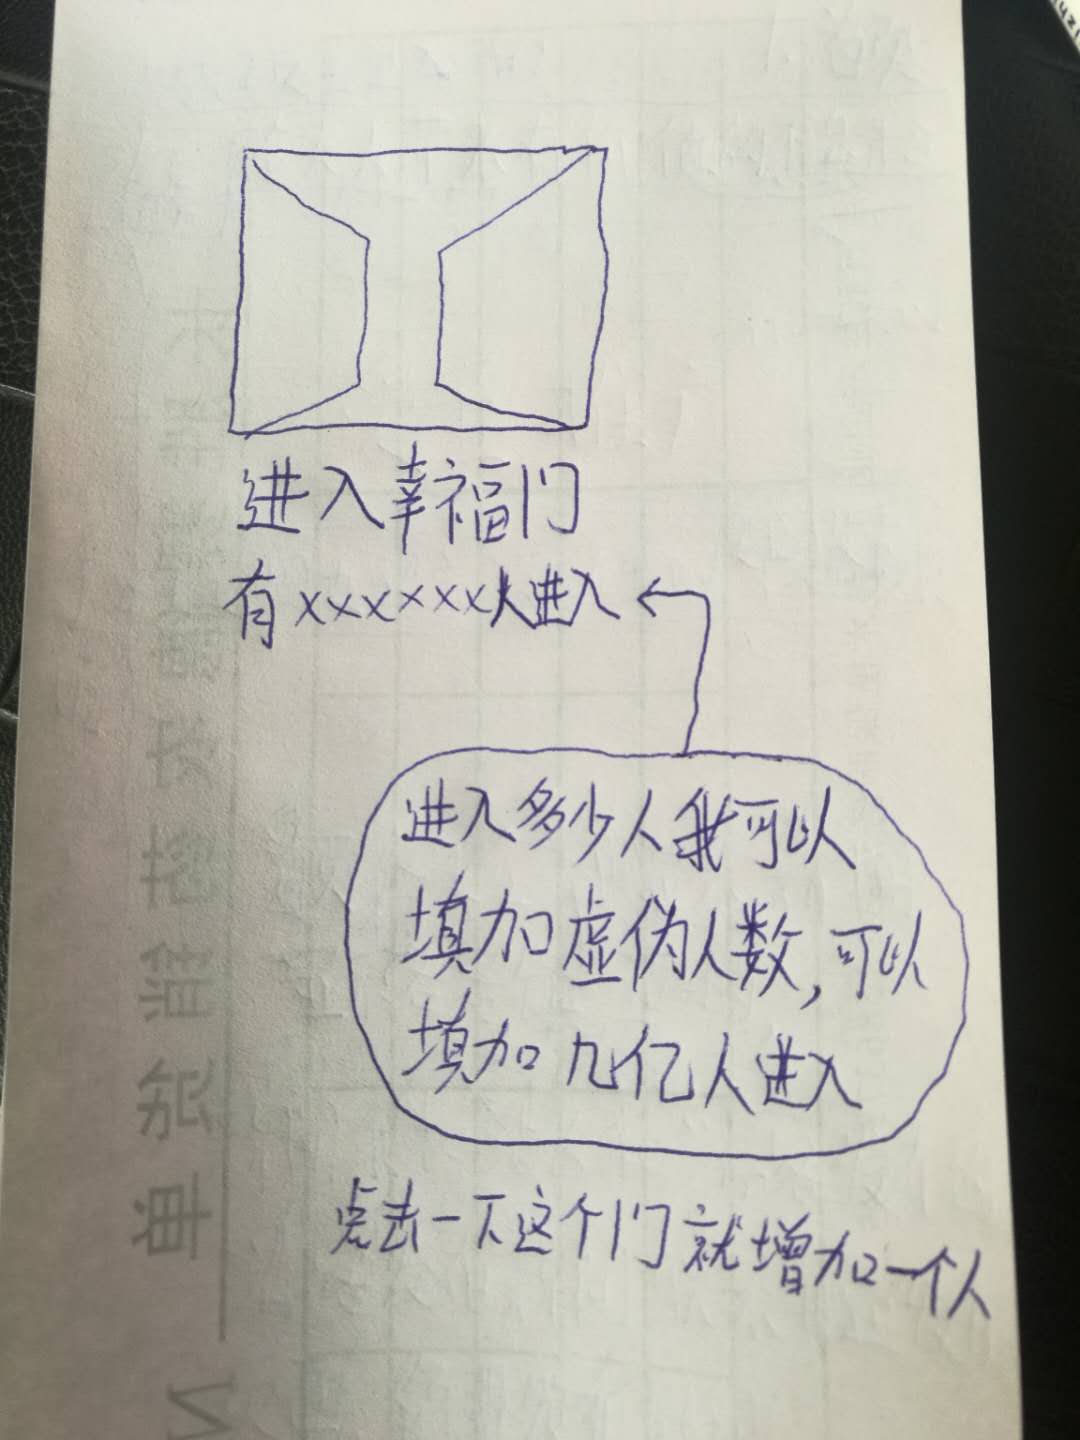 进入幸福门
有xxxxxx人进入
进入多少人我可以
填加虚伪人数,可以
填加几亿人进入
点击一下这个门就增加一个人